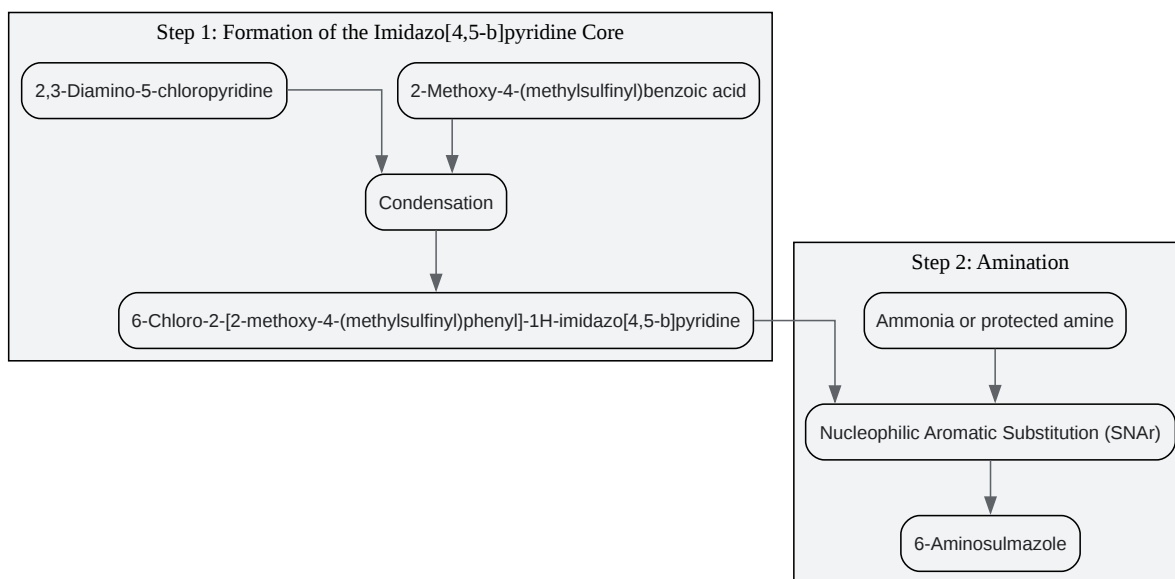 Step 1: Formation of the Imidazo[4,5-b]pyridine Core
2,3-Diamino-5-chloropyridine
2-Methoxy-4-(methylsulfinyl)benzoic acid
Condensation
6-Chloro-2-[2-methoxy-4-(methylsulfinyl)phenyl]-1H-imidazo[4,5-b]pyridine
Step 2: Amination
Ammonia or protected amine
Nucleophilic Aromatic Substitution (SNAr)
6-Aminosulmazole